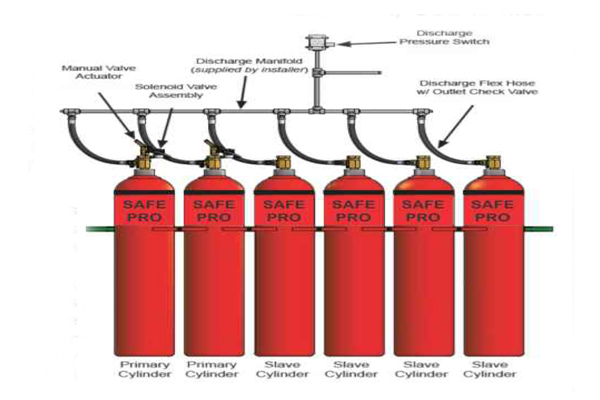 Discharge
Pressure Switch
Manual Valve
Actuator
Discharge Manifold
(supplied by installer)
Solenoid Valve
Assembly
Discharge Flex Hose
w/ Outlet Check Valve
SAFE
PRO
SAFE
PRO
SAFE
PRO
SAFE
PRO
SAFE
PRO
SAFE
PRO
Primary
Cylinder
Primary
Cylinder
Slave
Cylinder
Slave
Cylinder
Slave
Cylinder
Slave
Cylinder